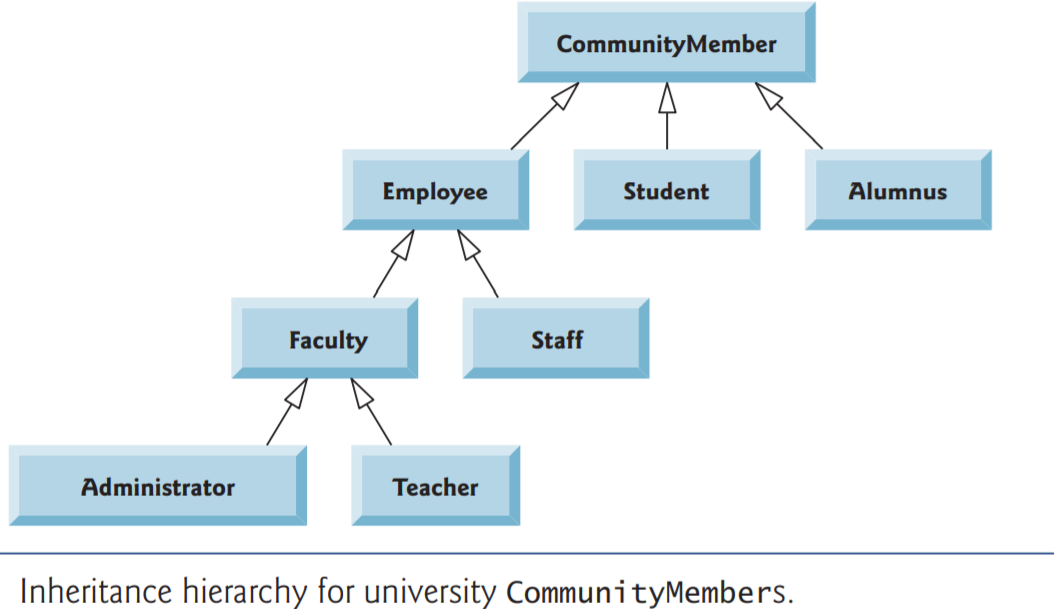 CommunityMember
Employee
Student
Alumnus
Faculty
Staff
Administrator
Teacher
Inheritance hierarchy for university CommunityMembers.